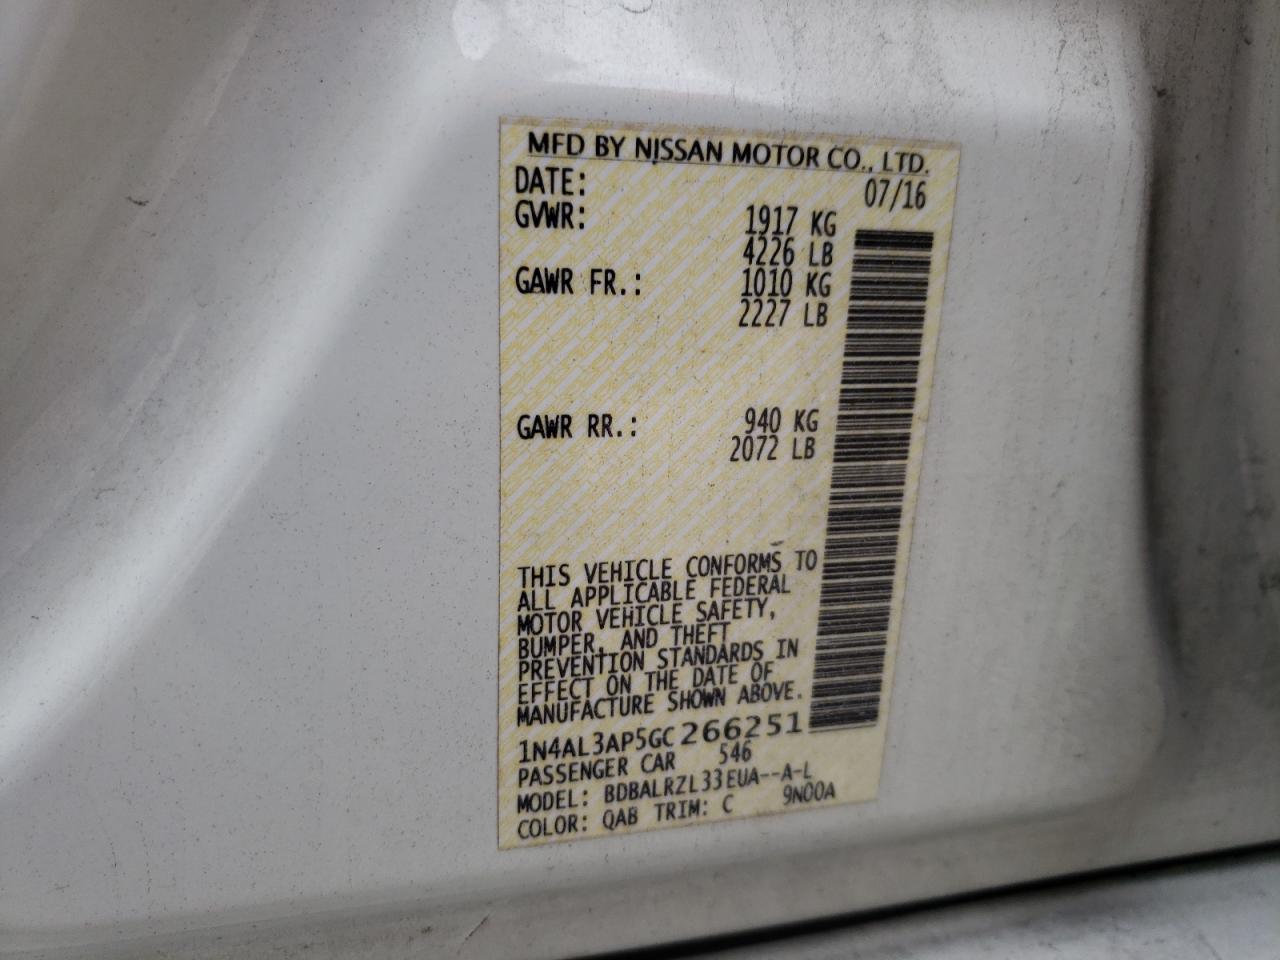 MFD BY NISSAN MOTOR CO., LTD.
DATE: 07/16
GVWR: 1917 KG
4226 LB
GAWR FR.: 1010 KG
2227 LB
GAWR RR.: 940 KG
2072 LB
THIS VEHICLE CONFORMS TO
ALL APPLICABLE FEDERAL
MOTOR VEHICLE SAFETY,
BUMPER, AND THEFT
PREVENTION STANDARDS IN
EFFECT ON THE DATE OF
MANUFACTURE SHOWN ABOVE.
1N4AL3AP5GC266251
PASSENGER CAR 546
MODEL: BDBALRZL33EUA--A-L
COLOR: QAB TRIM: C 9N00A